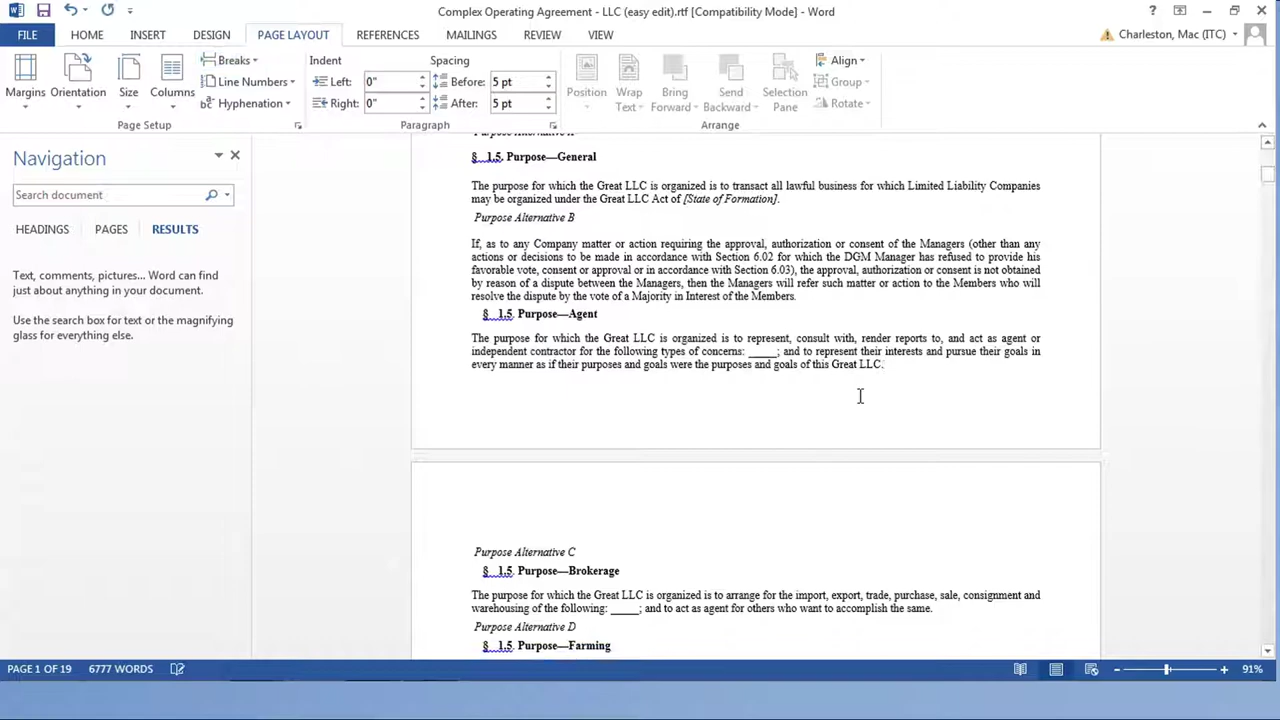 Complex Operating Agreement - LLC (easy edit).rtf [Compatibility Mode] - Word
?
FILE HOME INSERT DESIGN PAGE LAYOUT REFERENCES MAILINGS REVIEW VIEW
Charleston, Mac (ITC)
Margins
Orientation
Size
Columns
Breaks
Line Numbers
Hyphenation
Page Setup
Indent
Left: 0"
Right: 0"
Spacing
Before: 5 pt
After: 5 pt
Paragraph
Position
Wrap
Text
Bring
Forward
Send
Backward
Selection
Pane
Align
Group
Rotate
Arrange
Navigation
Search document
HEADINGS PAGES RESULTS
Text, comments, pictures... Word can find
just about anything in your document.
Use the search box for text or the magnifying
glass for everything else.
Purpose Alternative A
§ 1.5. Purpose—General
The purpose for which the Great LLC is organized is to transact all lawful business for which Limited Liability Companies
may be organized under the Great LLC Act of [State of Formation].
Purpose Alternative B
If, as to any Company matter or action requiring the approval, authorization or consent of the Managers (other than any
actions or decisions to be made in accordance with Section 6.02 for which the DGM Manager has refused to provide his
favorable vote, consent or approval or in accordance with Section 6.03), the approval, authorization or consent is not obtained
by reason of a dispute between the Managers, then the Managers will refer such matter or action to the Members who will
resolve the dispute by the vote of a Majority in Interest of the Members.
§ 1.5. Purpose—Agent
The purpose for which the Great LLC is organized is to represent, consult with, render reports to, and act as agent or
independent contractor for the following types of concerns: _____; and to represent their interests and pursue their goals in
every manner as if their purposes and goals were the purposes and goals of this Great LLC.
Purpose Alternative C
§ 1.5. Purpose—Brokerage
The purpose for which the Great LLC is organized is to arrange for the import, export, trade, purchase, sale, consignment and
warehousing of the following: _____; and to act as agent for others who want to accomplish the same.
Purpose Alternative D
§ 1.5. Purpose—Farming
PAGE 1 OF 19 6777 WORDS
91%